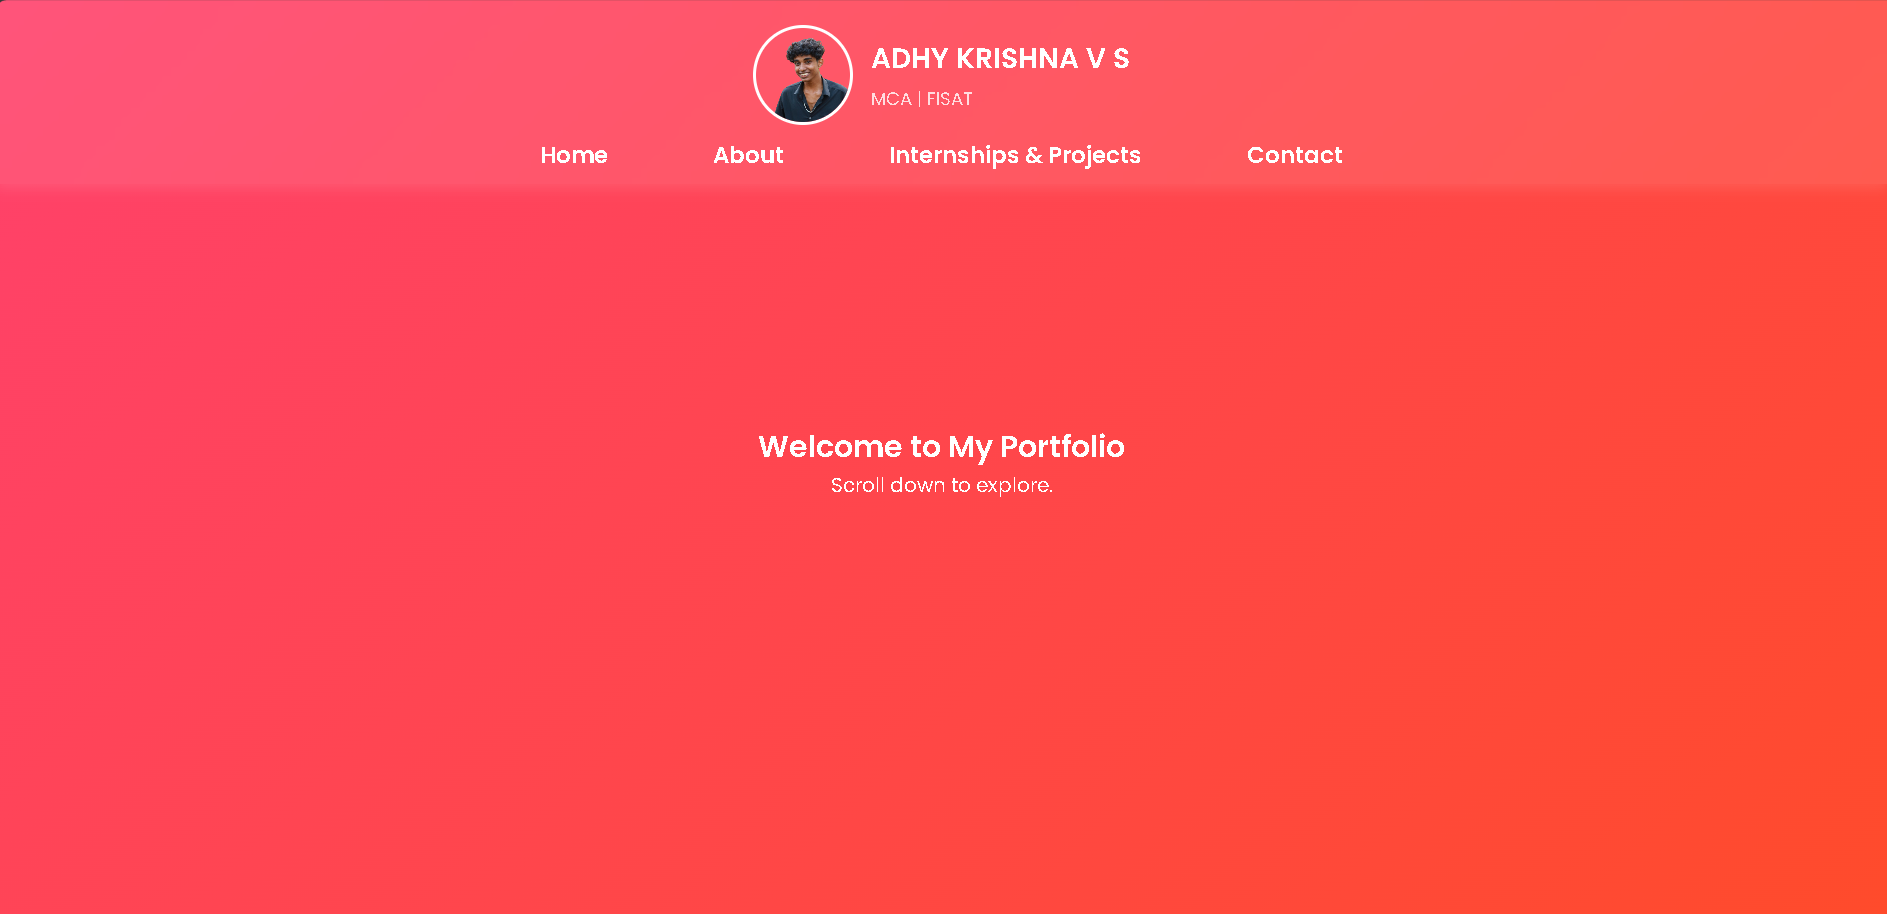 ADHY KRISHNA V S
MCA | FISAT
Home About Internships & Projects Contact
Welcome to My Portfolio
Scroll down to explore.